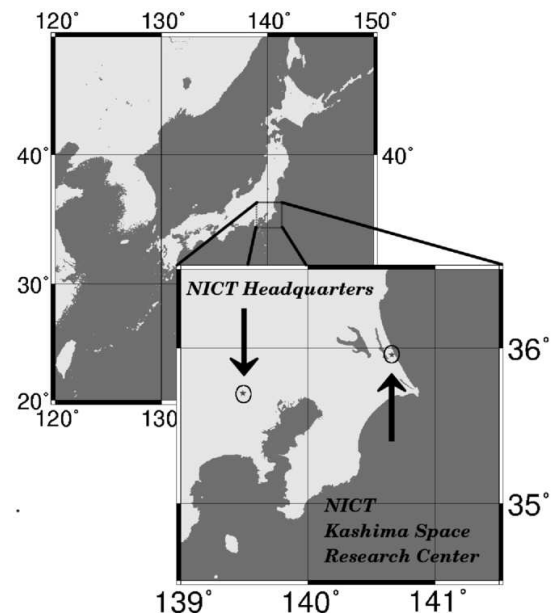 120° 130° 140° 150°
40° 40°
30°
20°
120° 130°
NICT Headquarters
36°
35°
NICT
Kashima Space
Research Center
139° 140° 141°